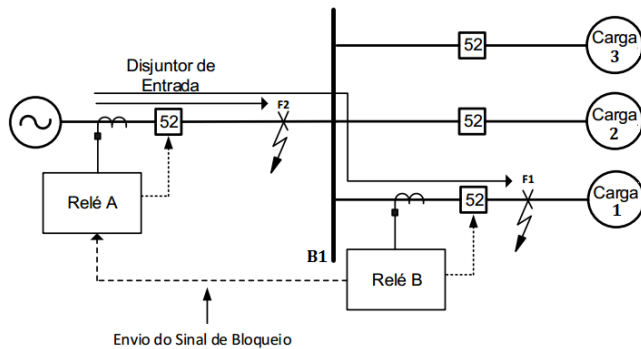 52
Carga
3
Disjuntor de
Entrada
F2
52
52
Carga
2
Relé A
F1
52
Carga
1
B1
Relé B
Envio do Sinal de Bloqueio